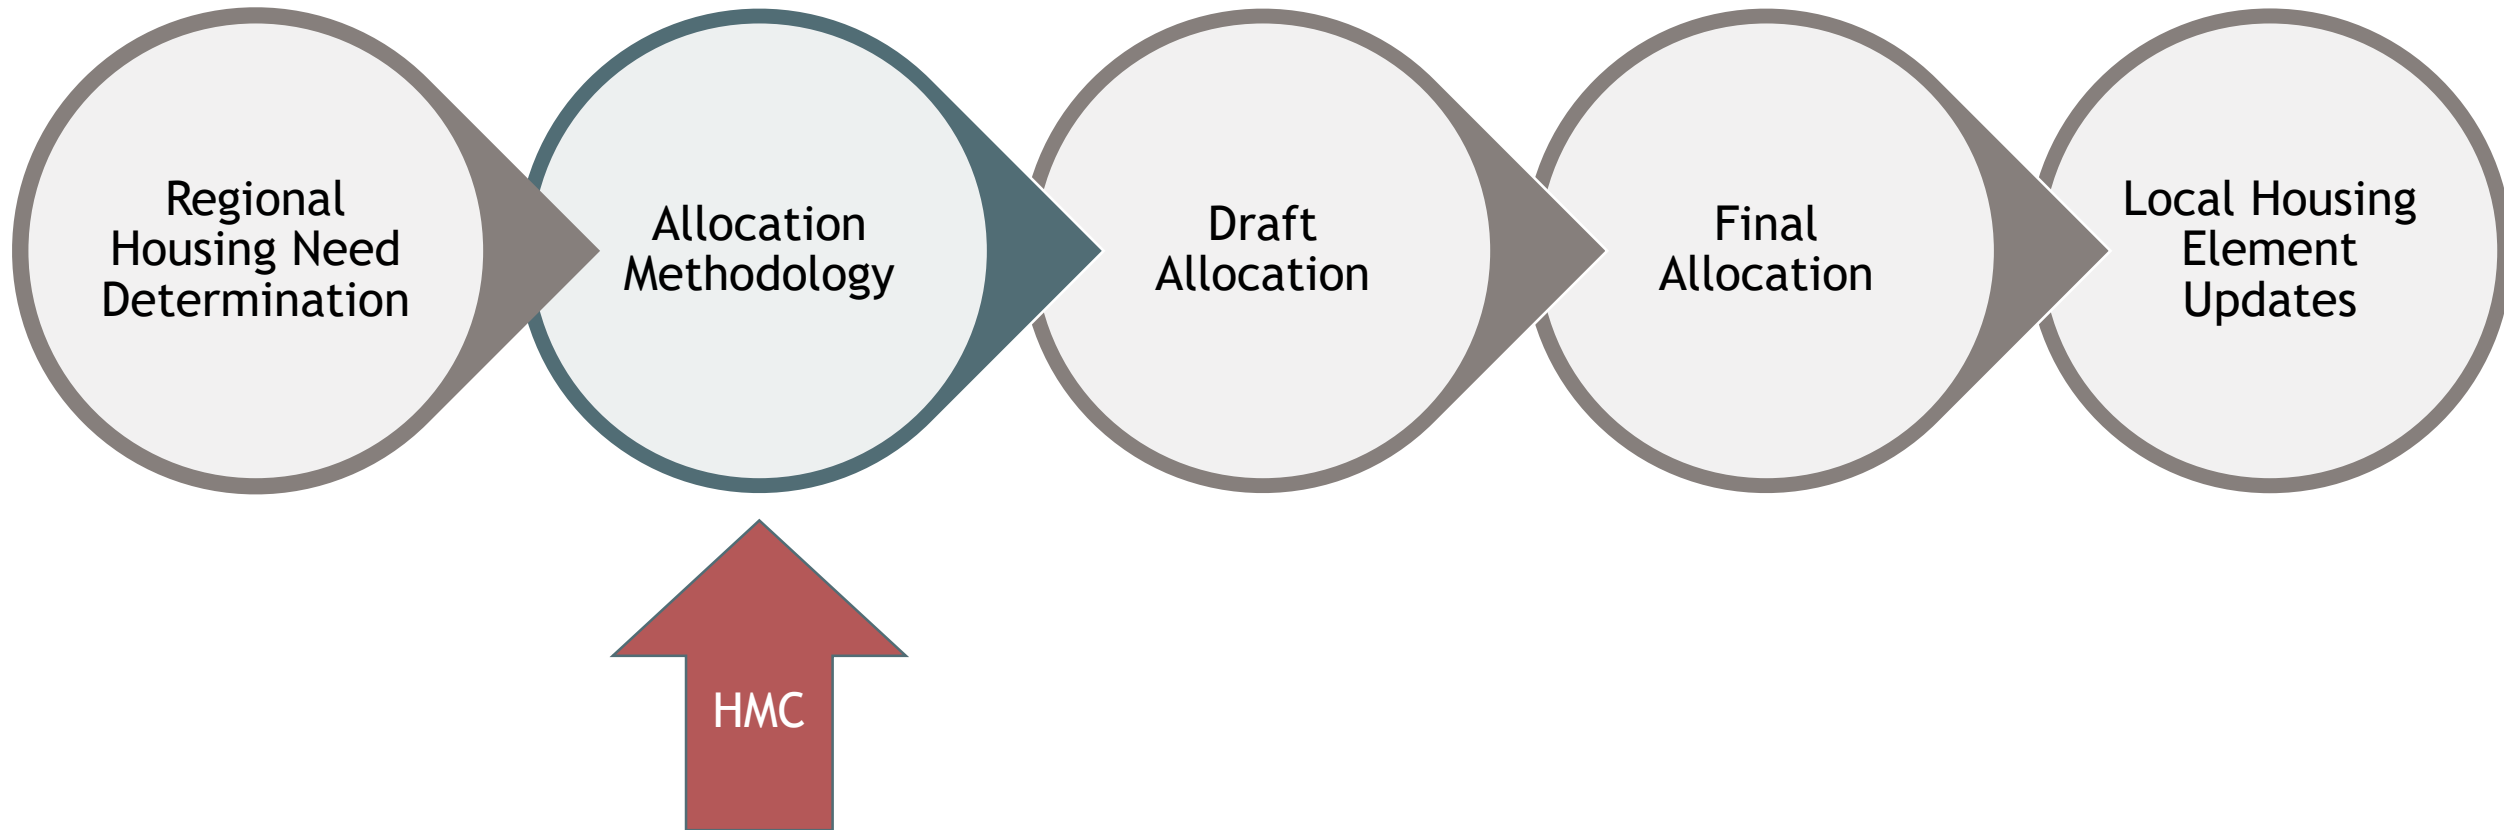 Regional
Housing Need
Determination
Allocation
Methodology
Draft
Allocation
Final
Allocation
Local Housing
Element
Updates
HMC